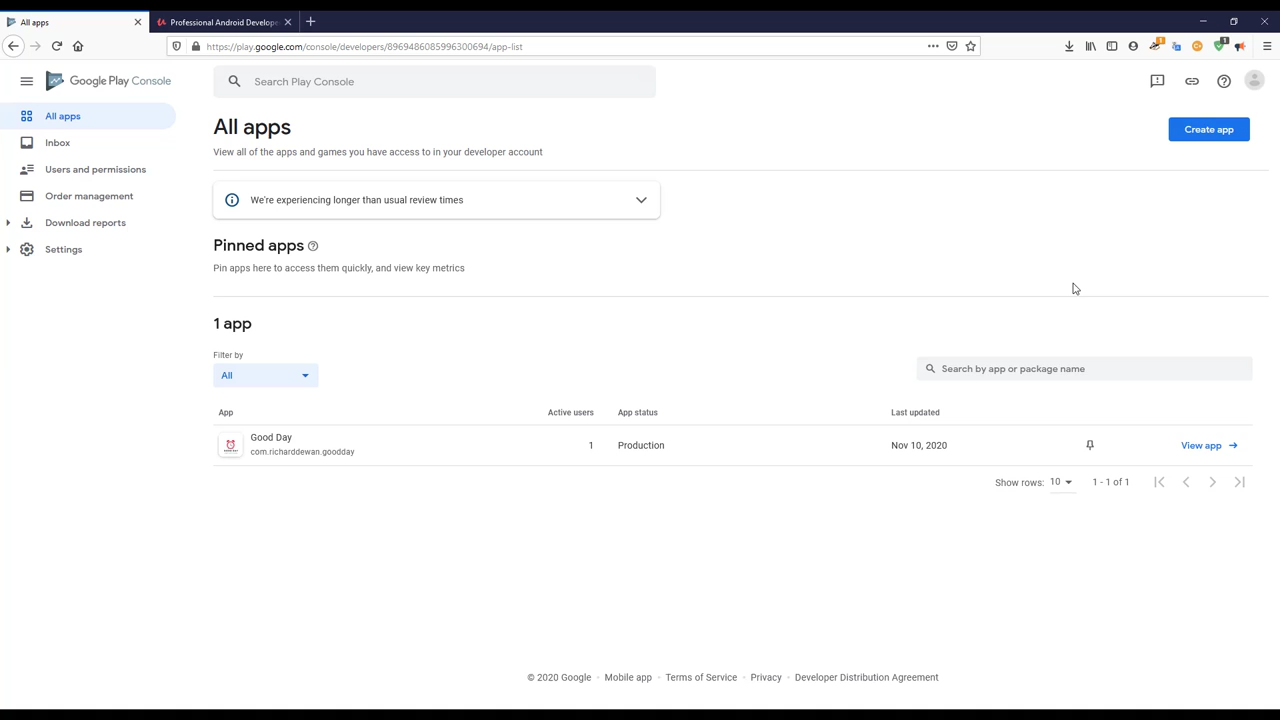 All apps
Professional Android Develope
https://play.google.com/console/developers/8969486085996300694/app-list
1
1
Google Play Console
Search Play Console
All apps
Inbox
Users and permissions
Order management
Download reports
Settings
All apps
Create app
View all of the apps and games you have access to in your developer account
We're experiencing longer than usual review times
Pinned apps
Pin apps here to access them quickly, and view key metrics
1 app
Filter by
All
Search by app or package name
App Active users App status Last updated
Good Day
com.richarddewan.goodday
1 Production Nov 10, 2020 View app
Show rows: 10 1 - 1 of 1
© 2020 Google · Mobile app · Terms of Service · Privacy · Developer Distribution Agreement